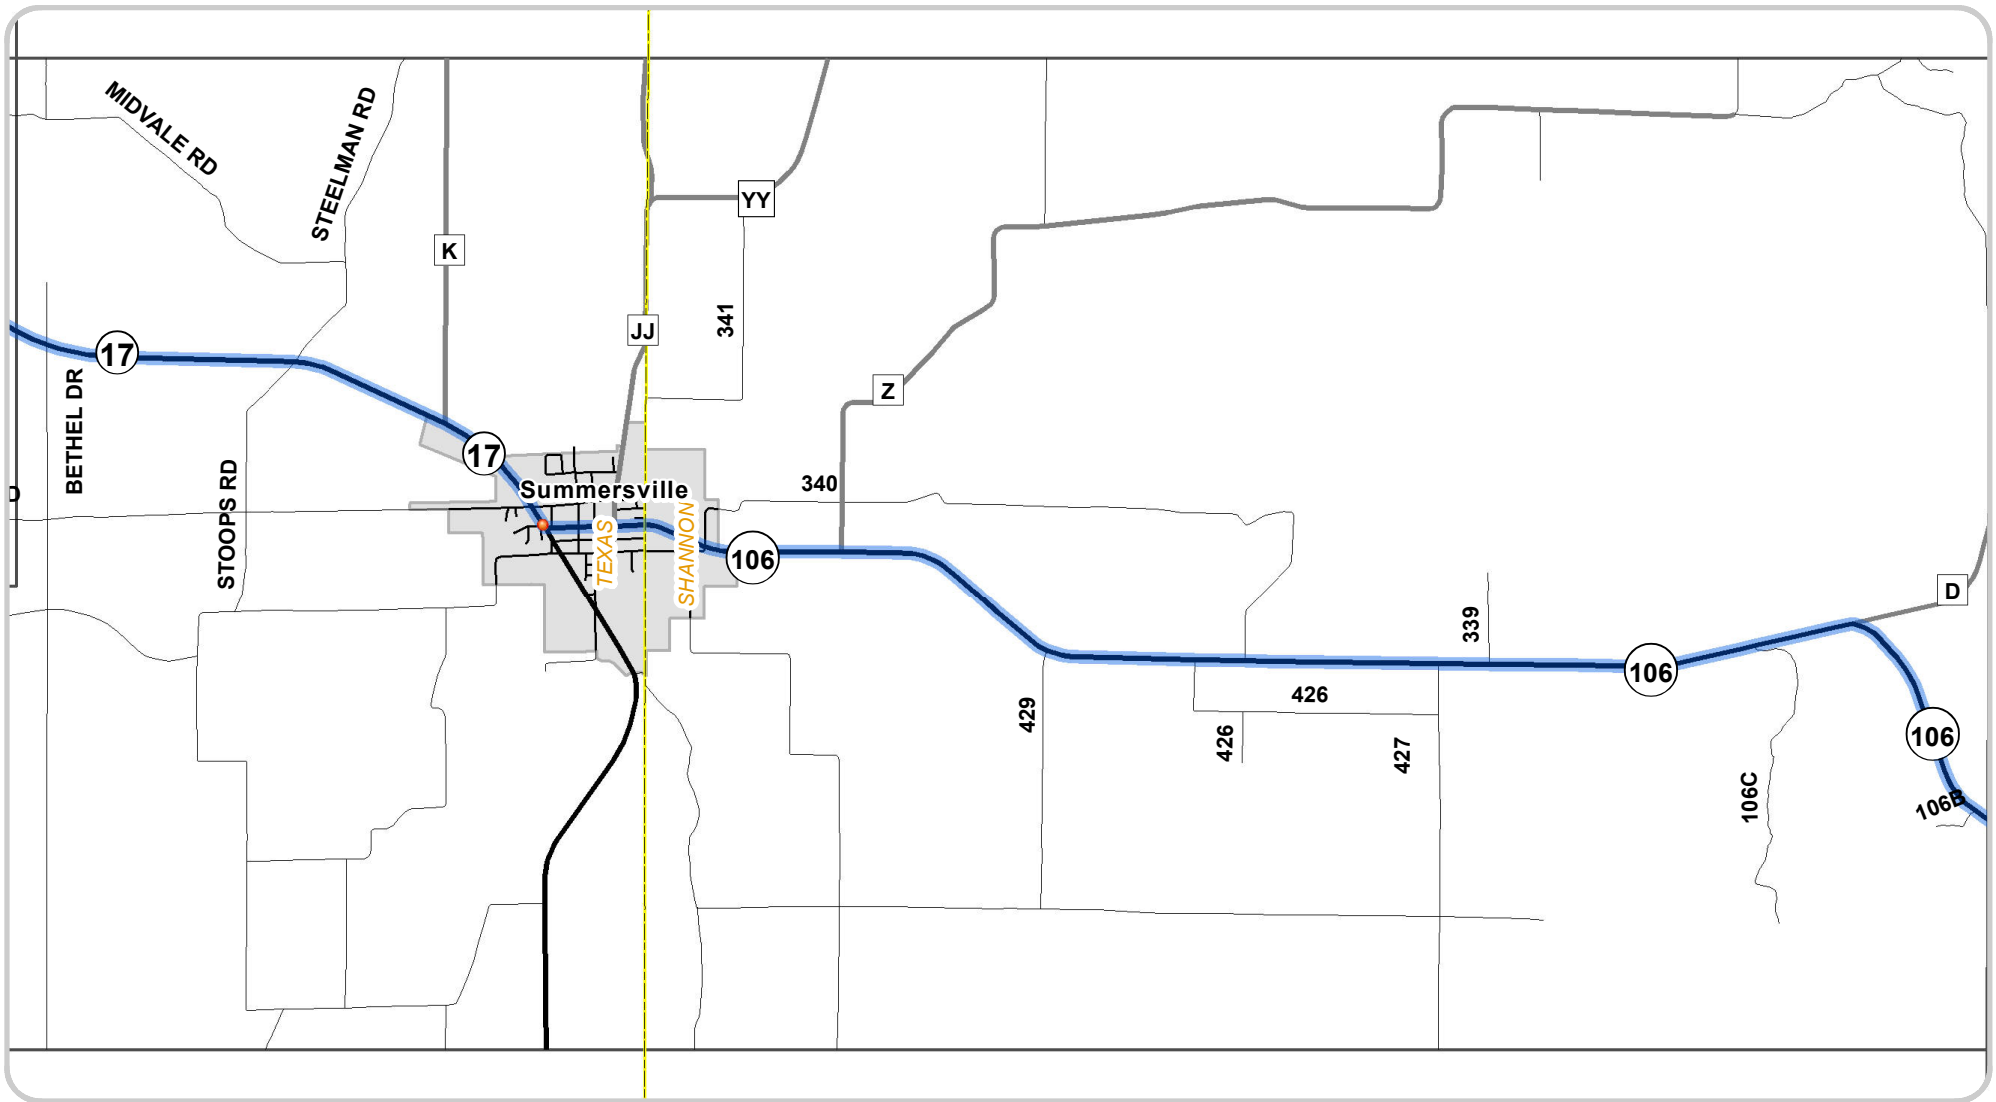 MIDVALE RD
STEELMAN RD
YY
K
341
JJ
17
BETHEL DR
Z
17
STOOPS RD
Summersville
340
TEXAS
SHANNON
106
D
339
106
426
429
426
427
106
106C
106B